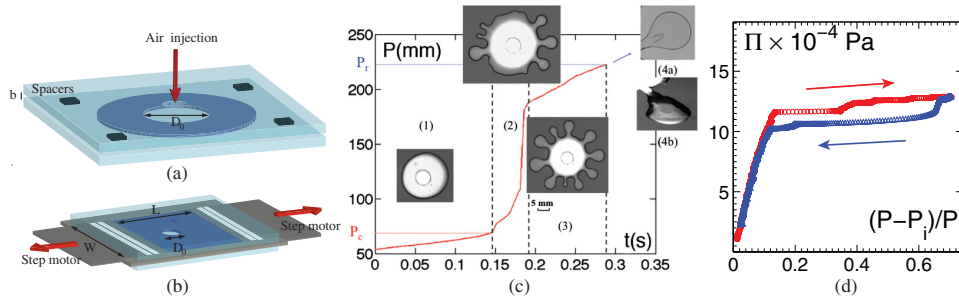 Air injection
b
Spacers
D0
(a)
L
W
D0
Step motor
Step motor
(b)
P(mm)
250
200
150
100
50
Pr
Pc
(1)
(2)
(3)
(4a)
(4b)
5 mm
t(s)
0
0.05
0.1
0.15
0.2
0.25
0.3
0.35
(c)
Π × 10-4 Pa
15
10
5
(P−Pi)/P
0
0.2
0.4
0.6
(d)